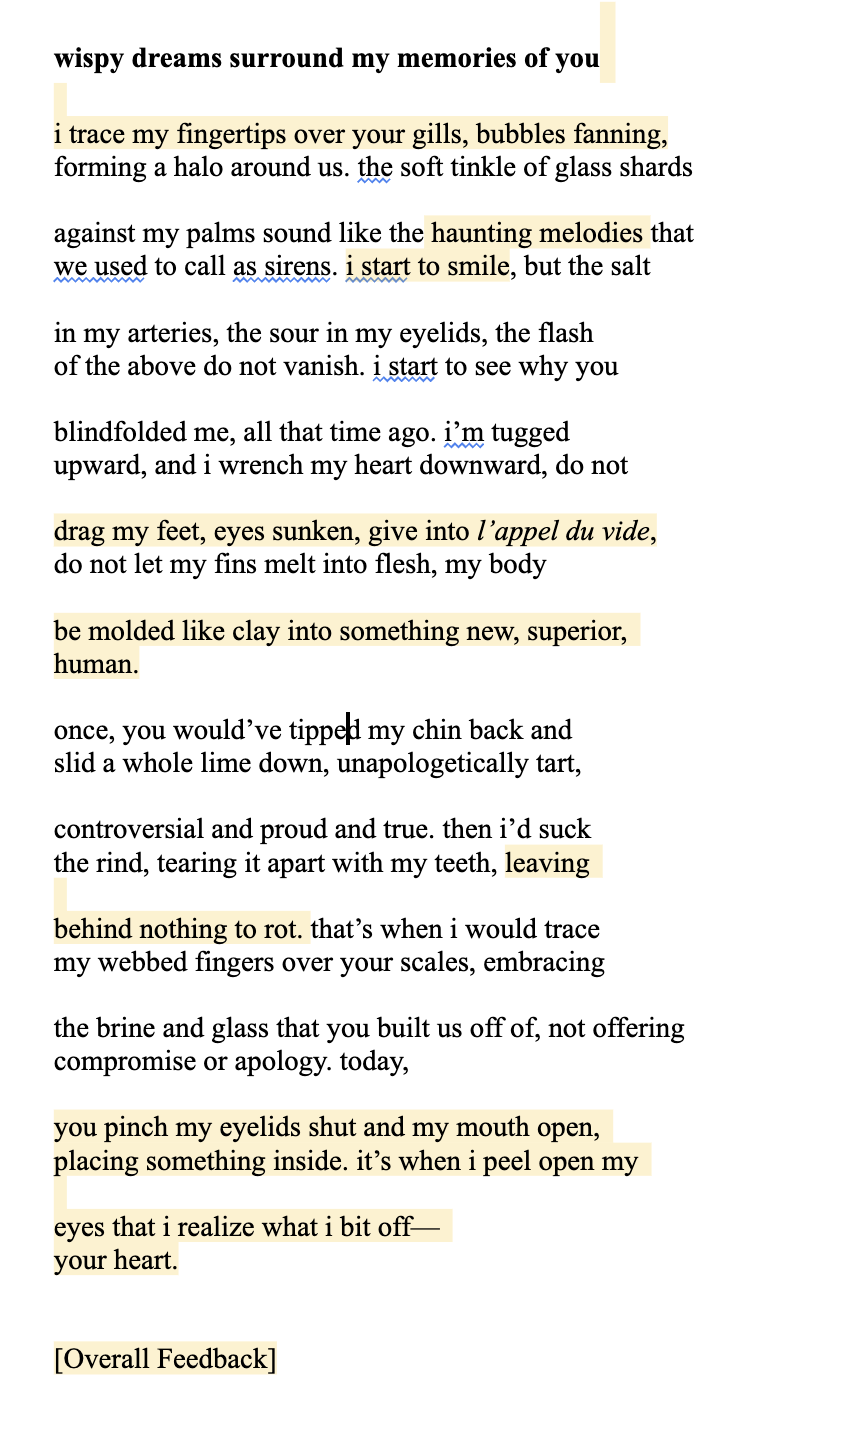 wispy dreams surround my memories of you
i trace my fingertips over your gills, bubbles fanning,
forming a halo around us. the soft tinkle of glass shards
against my palms sound like the haunting melodies that
we used to call as sirens. i start to smile, but the salt
in my arteries, the sour in my eyelids, the flash
of the above do not vanish. i start to see why you
blindfolded me, all that time ago. i’m tugged
upward, and i wrench my heart downward, do not
drag my feet, eyes sunken, give into l’appel du vide,
do not let my fins melt into flesh, my body
be molded like clay into something new, superior,
human.
once, you would’ve tipped my chin back and
slid a whole lime down, unapologetically tart,
controversial and proud and true. then i’d suck
the rind, tearing it apart with my teeth, leaving
behind nothing to rot. that’s when i would trace
my webbed fingers over your scales, embracing
the brine and glass that you built us off of, not offering
compromise or apology. today,
you pinch my eyelids shut and my mouth open,
placing something inside. it’s when i peel open my
eyes that i realize what i bit off—
your heart.
[Overall Feedback]